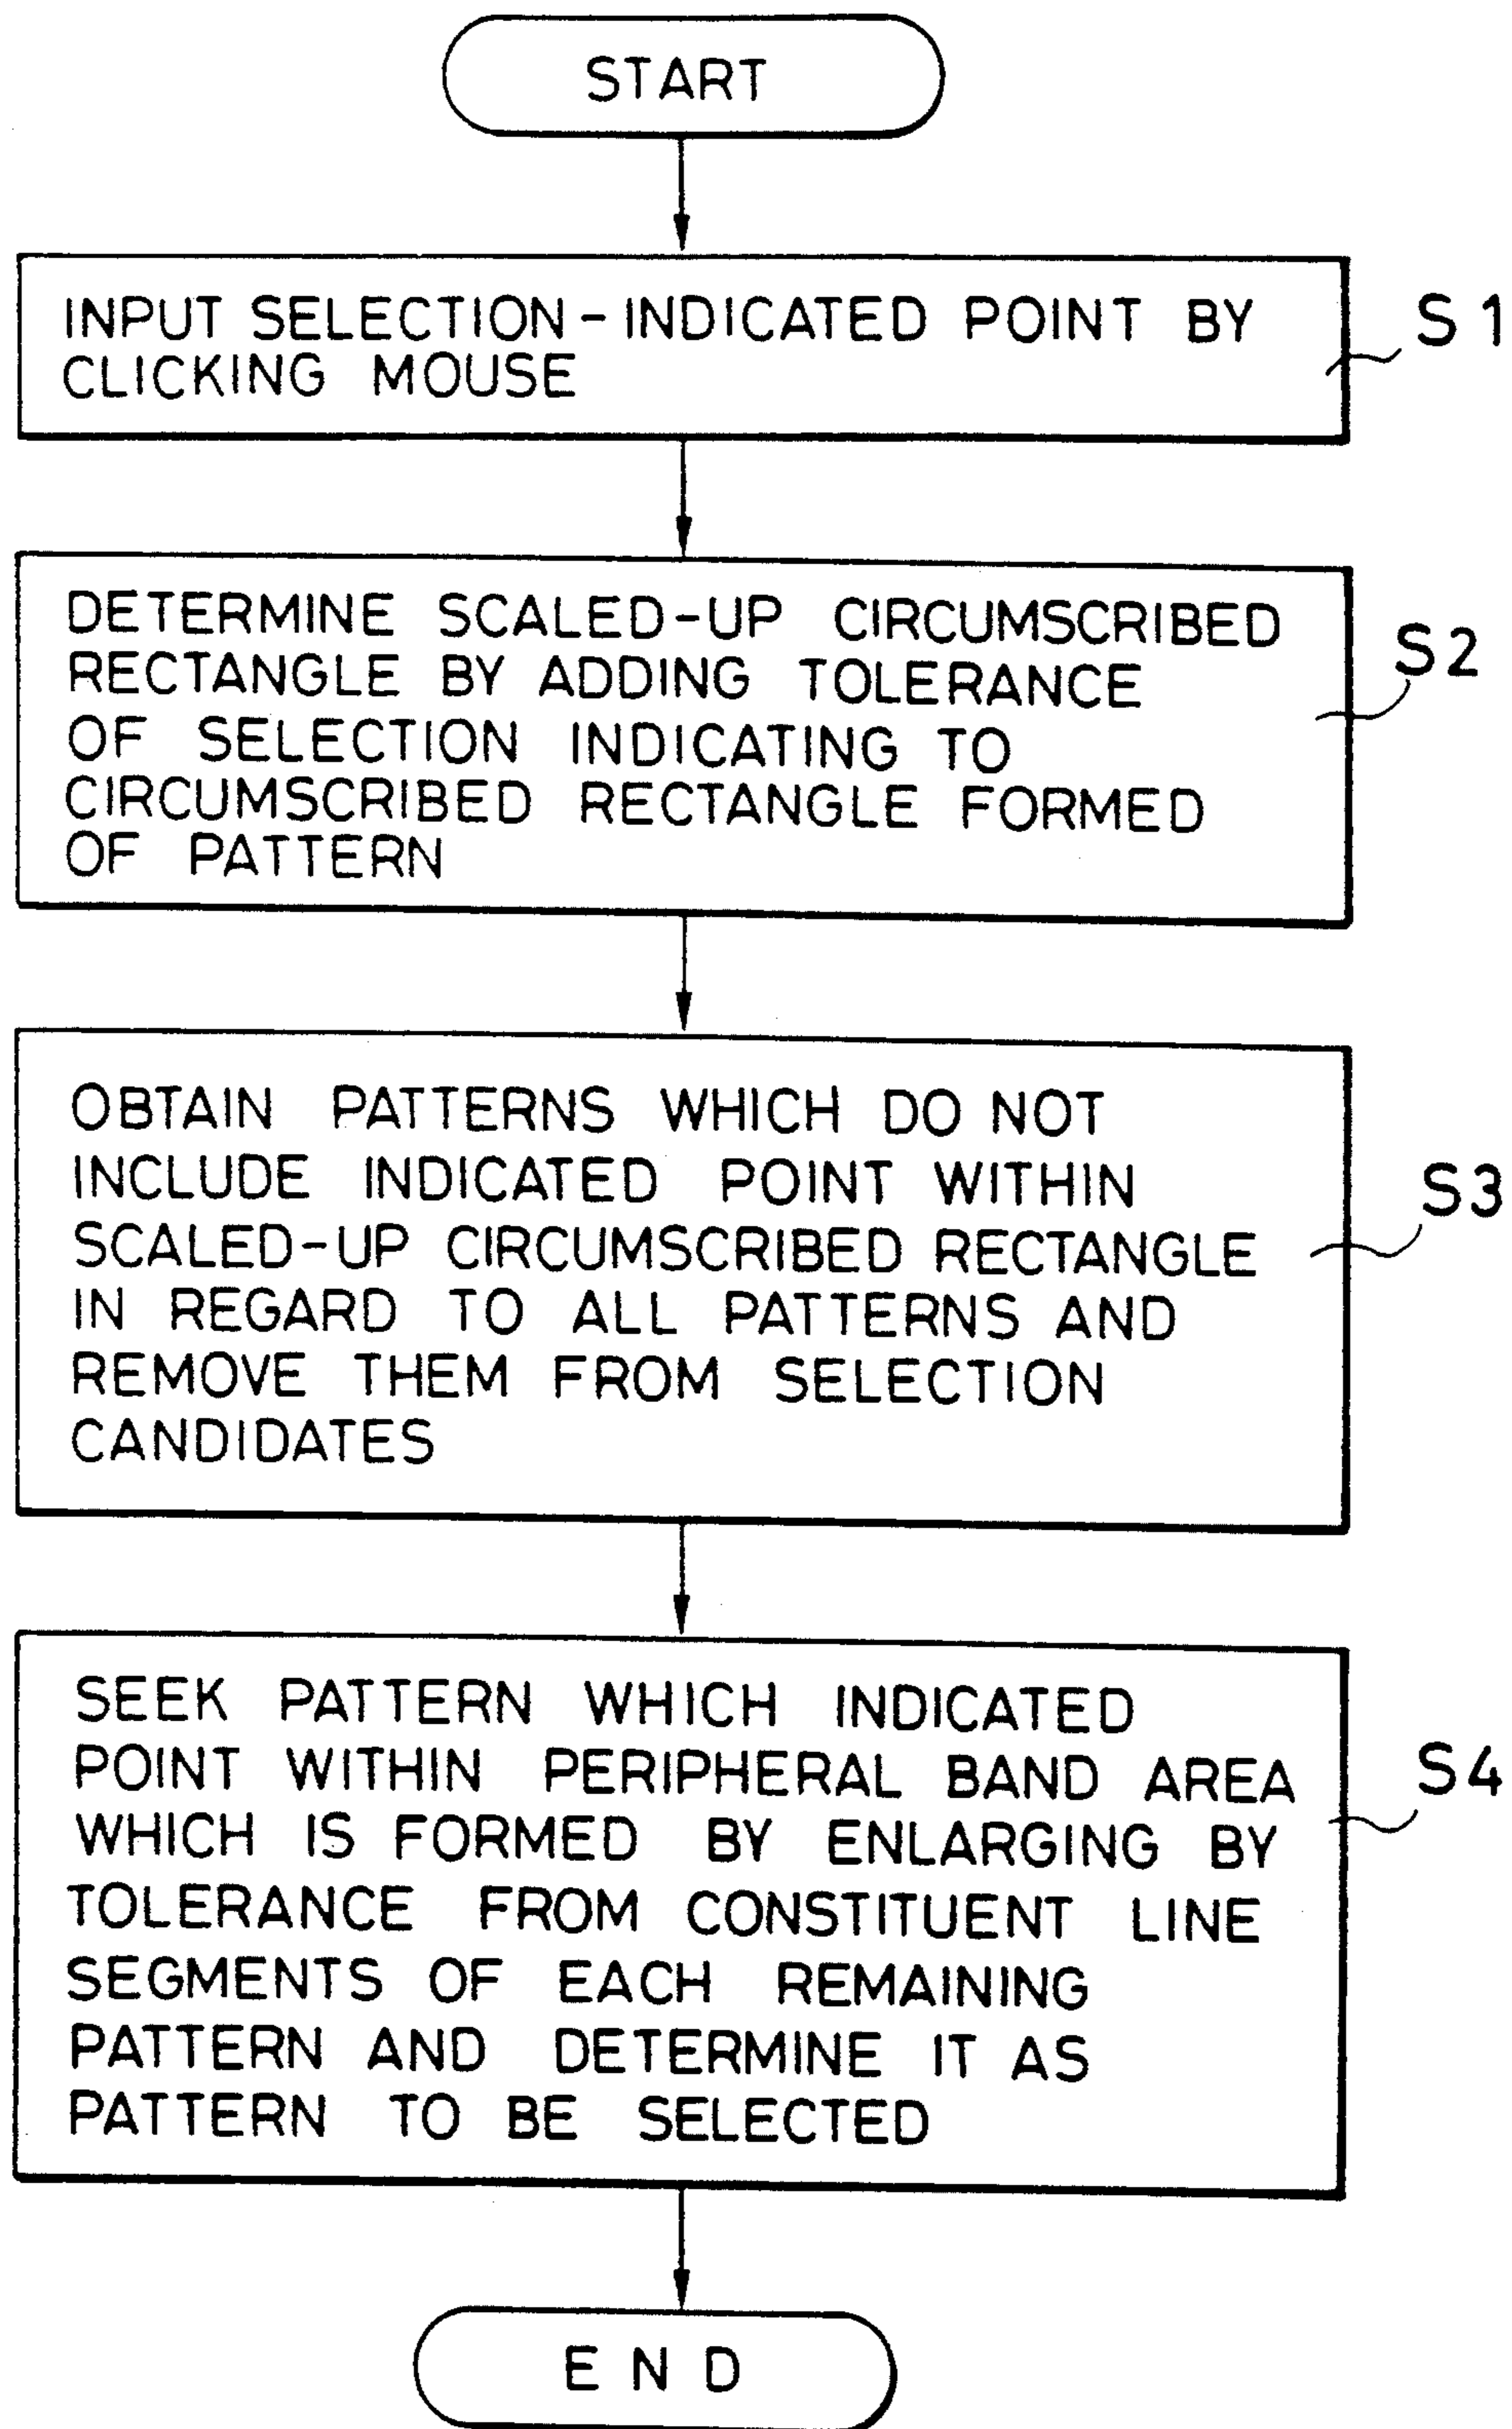 START
INPUT SELECTION-INDICATED POINT BY
CLICKING MOUSE
S1
DETERMINE SCALED-UP CIRCUMSCRIBED
RECTANGLE BY ADDING TOLERANCE
OF SELECTION INDICATING TO
CIRCUMSCRIBED RECTANGLE FORMED
OF PATTERN
S2
OBTAIN PATTERNS WHICH DO NOT
INCLUDE INDICATED POINT WITHIN
SCALED-UP CIRCUMSCRIBED RECTANGLE
IN REGARD TO ALL PATTERNS AND
REMOVE THEM FROM SELECTION
CANDIDATES
S3
SEEK PATTERN WHICH INDICATED
POINT WITHIN PERIPHERAL BAND AREA
WHICH IS FORMED BY ENLARGING BY
TOLERANCE FROM CONSTITUENT LINE
SEGMENTS OF EACH REMAINING
PATTERN AND DETERMINE IT AS
PATTERN TO BE SELECTED
S4
END